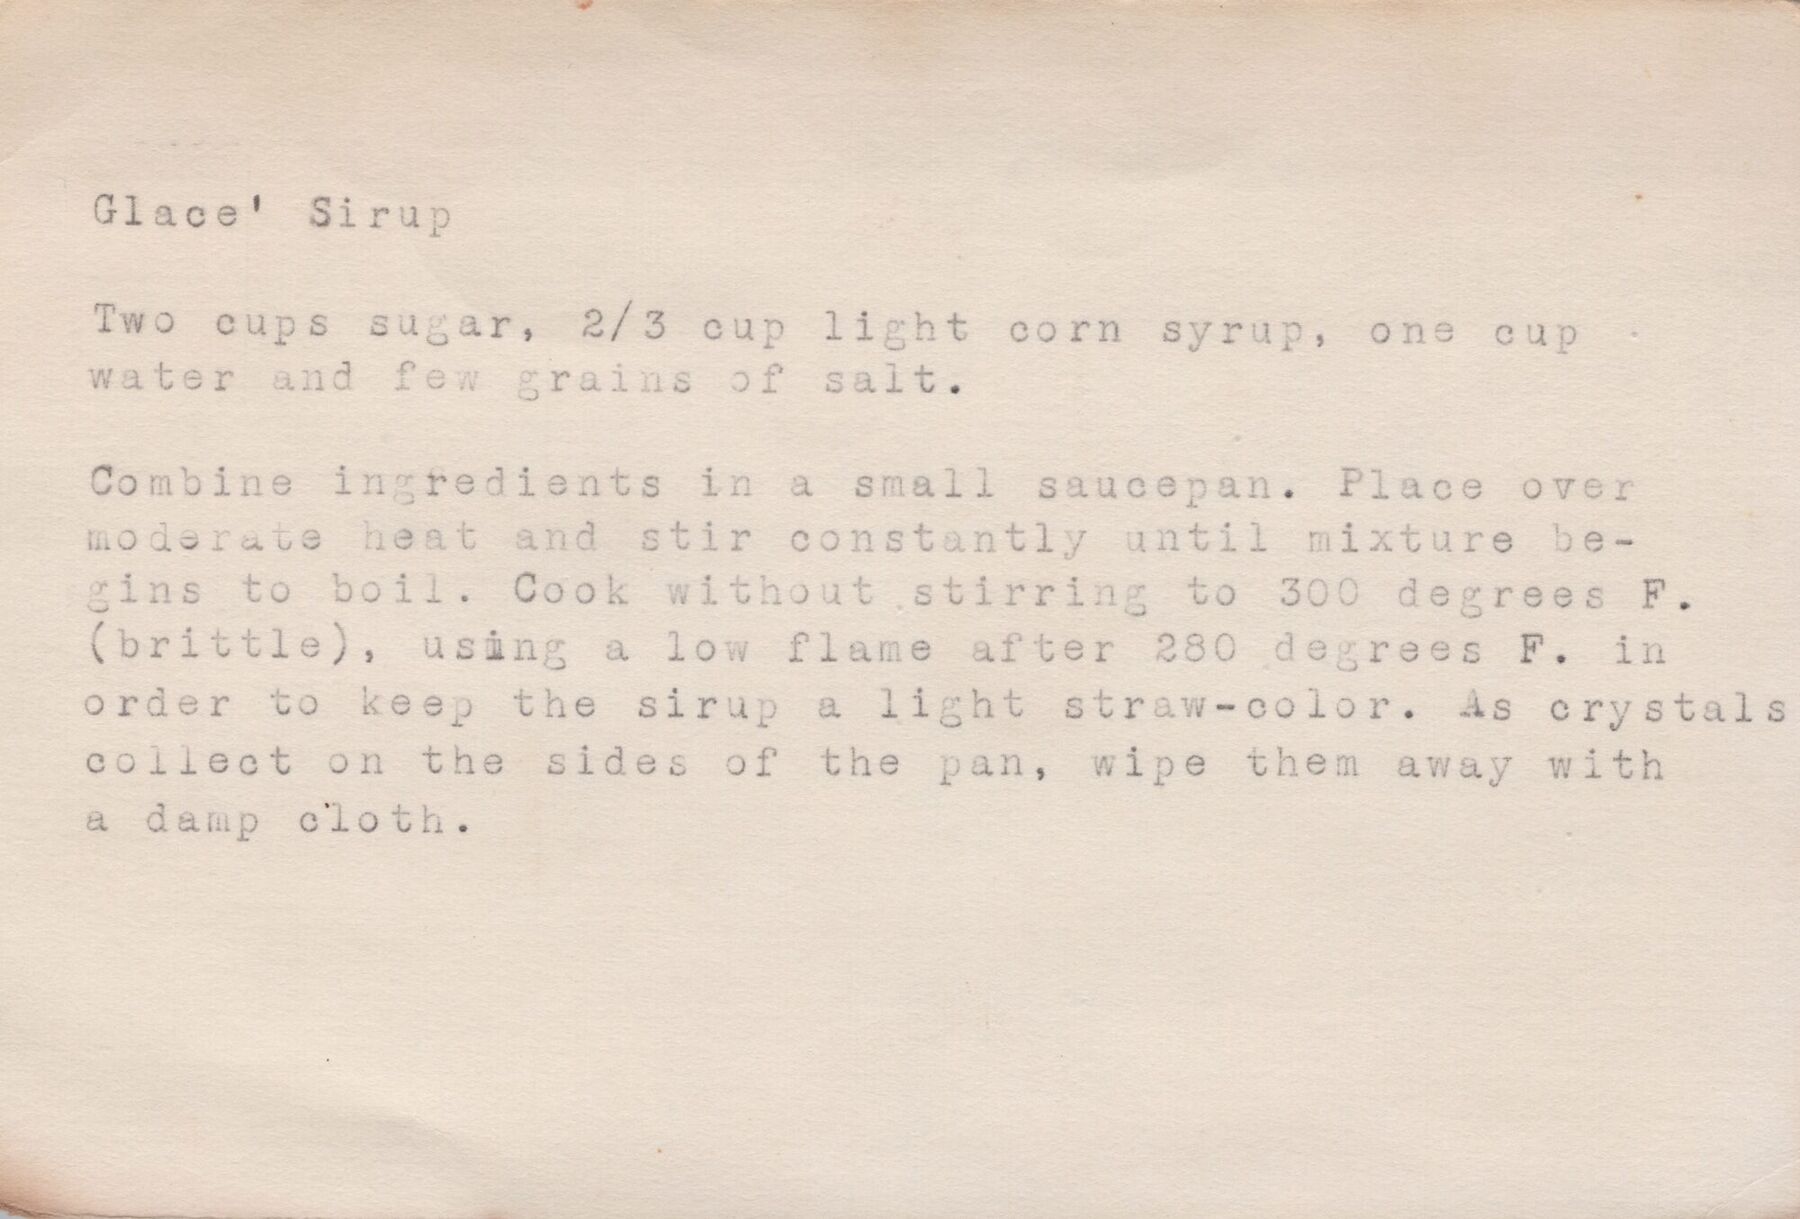 Glace' Sirup
Two cups sugar, 2/3 cup light corn syrup, one cup
water and few grains of salt.
Combine ingredients in a small saucepan. Place over
moderate heat and stir constantly until mixture be-
gins to boil. Cook without stirring to 300 degrees F.
(brittle), using a low flame after 280 degrees F. in
order to keep the sirup a light straw-color. As crystals
collect on the sides of the pan, wipe them away with
a damp cloth.